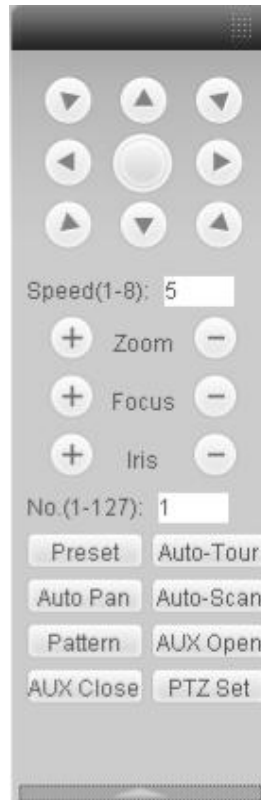 Speed(1-8): 5
+ Zoom −
+ Focus −
+ Iris −
No.(1-127): 1
Preset Auto-Tour
Auto Pan Auto-Scan
Pattern AUX Open
AUX Close PTZ Set